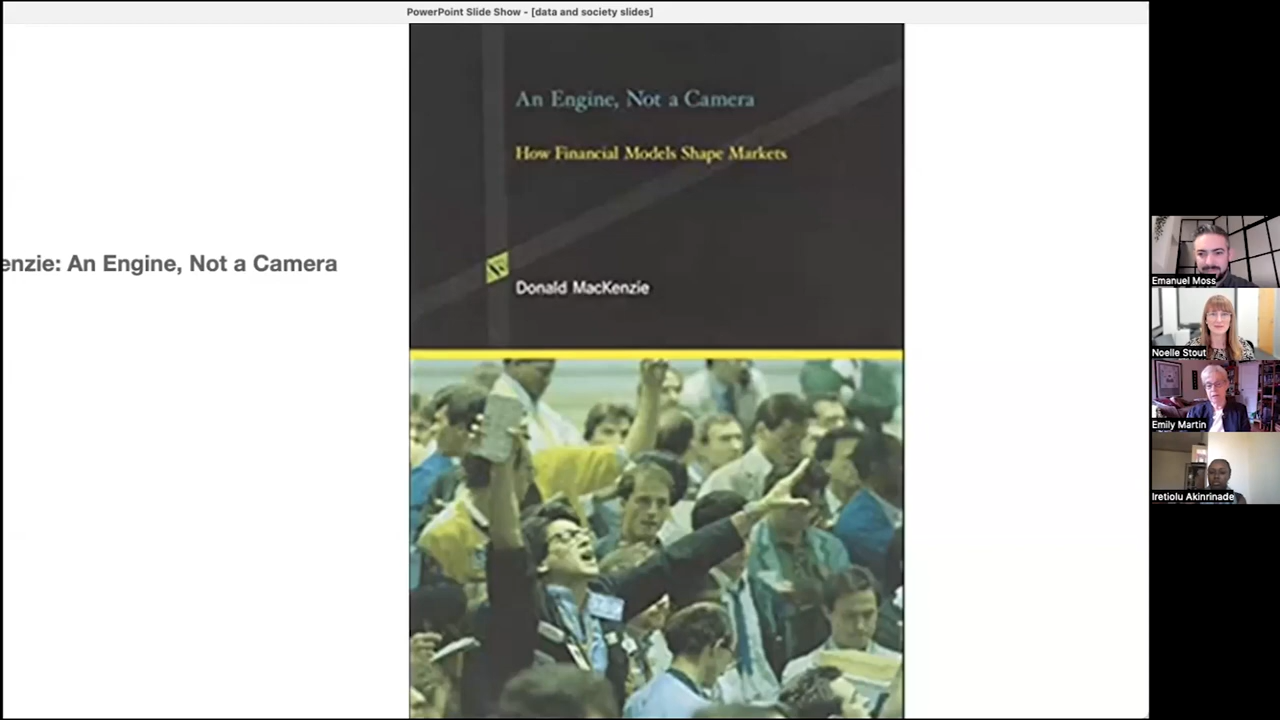 PowerPoint Slide Show - [data and society slides]
An Engine, Not a Camera
How Financial Models Shape Markets
enzie: An Engine, Not a Camera
Donald MacKenzie
Emanuel Moss
Noelle Stout
Emily Martin
Iretiolu Akinrinade